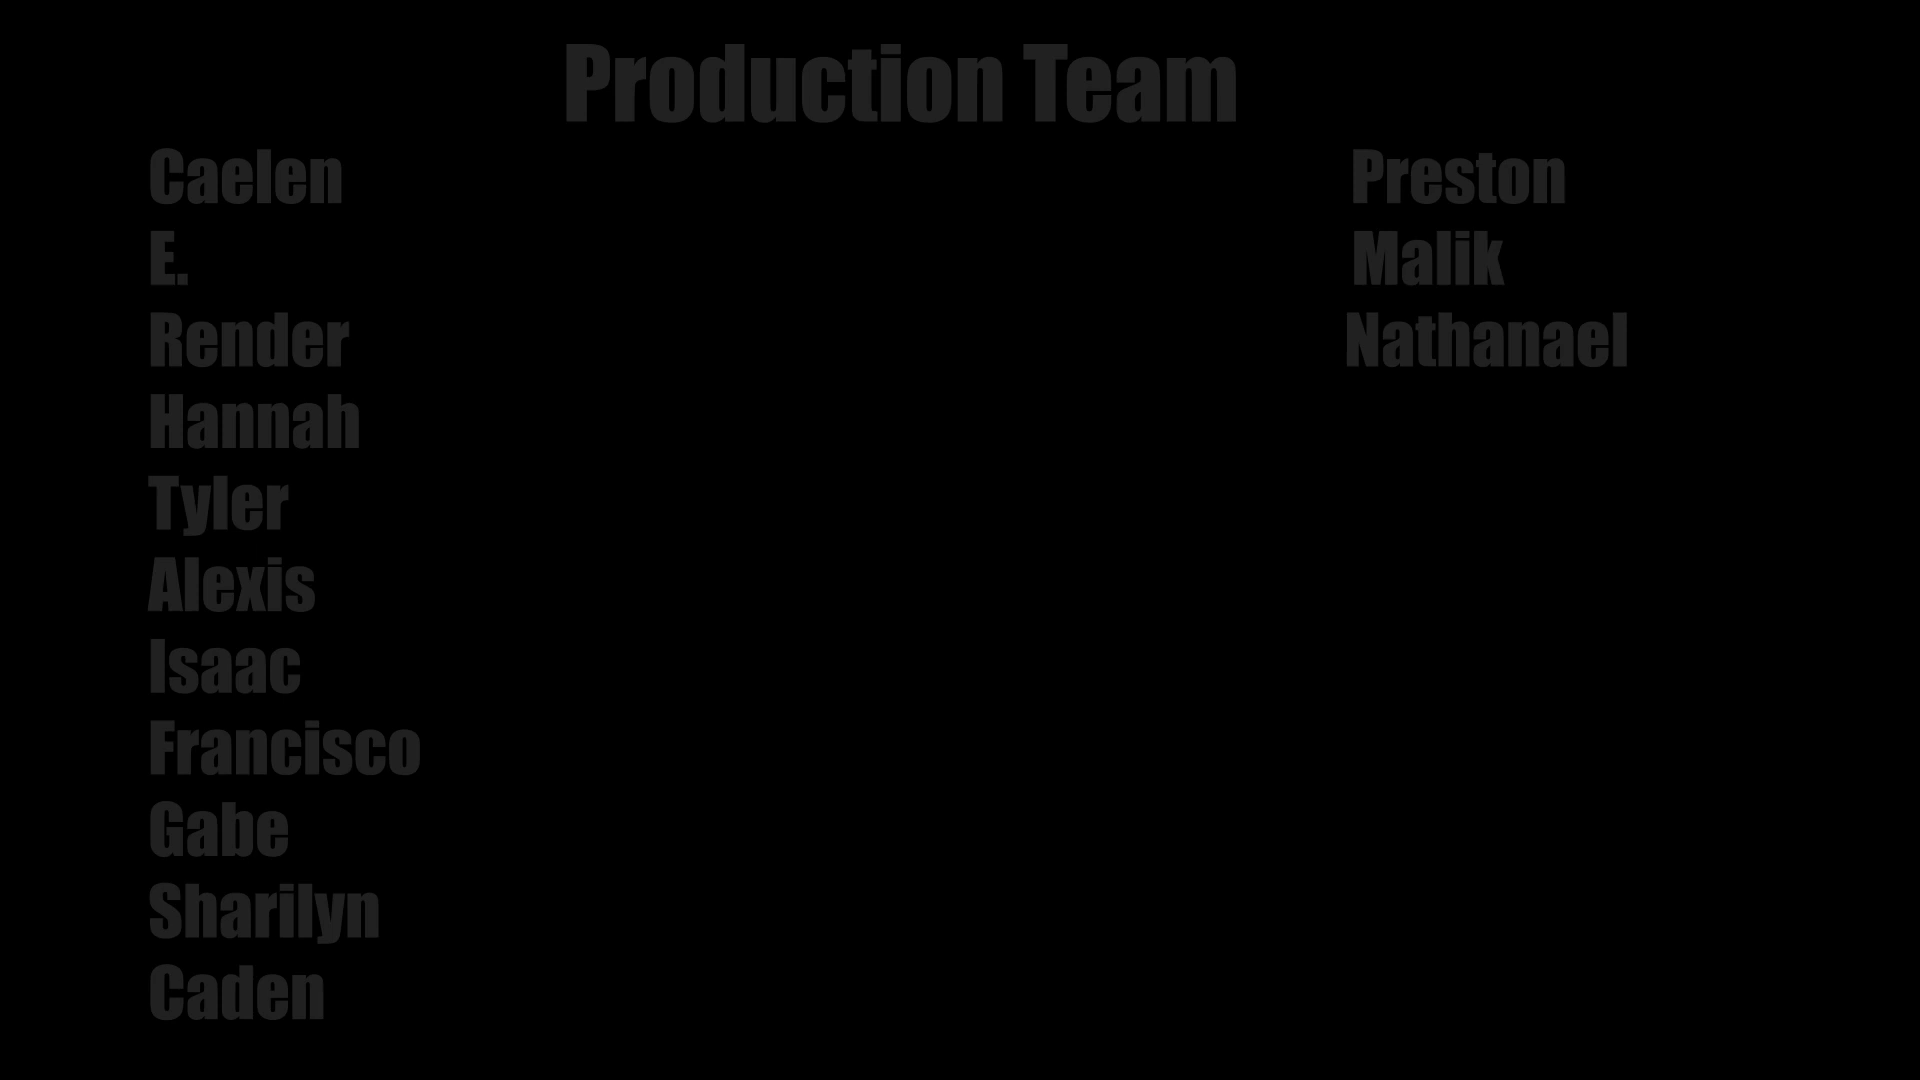 Production Team
Caelen
E.
Render
Hannah
Tyler
Alexis
Isaac
Francisco
Gabe
Sharilyn
Caden
Preston
Malik
Nathanael